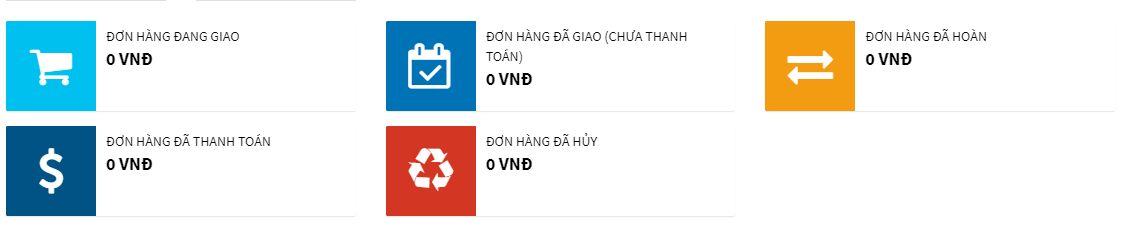 ĐƠN HÀNG ĐANG GIAO
0 VNĐ
ĐƠN HÀNG ĐÃ GIAO (CHƯA THANH
TOÁN)
0 VNĐ
ĐƠN HÀNG ĐÃ HOÀN
0 VNĐ
ĐƠN HÀNG ĐÃ THANH TOÁN
0 VNĐ
ĐƠN HÀNG ĐÃ HỦY
0 VNĐ